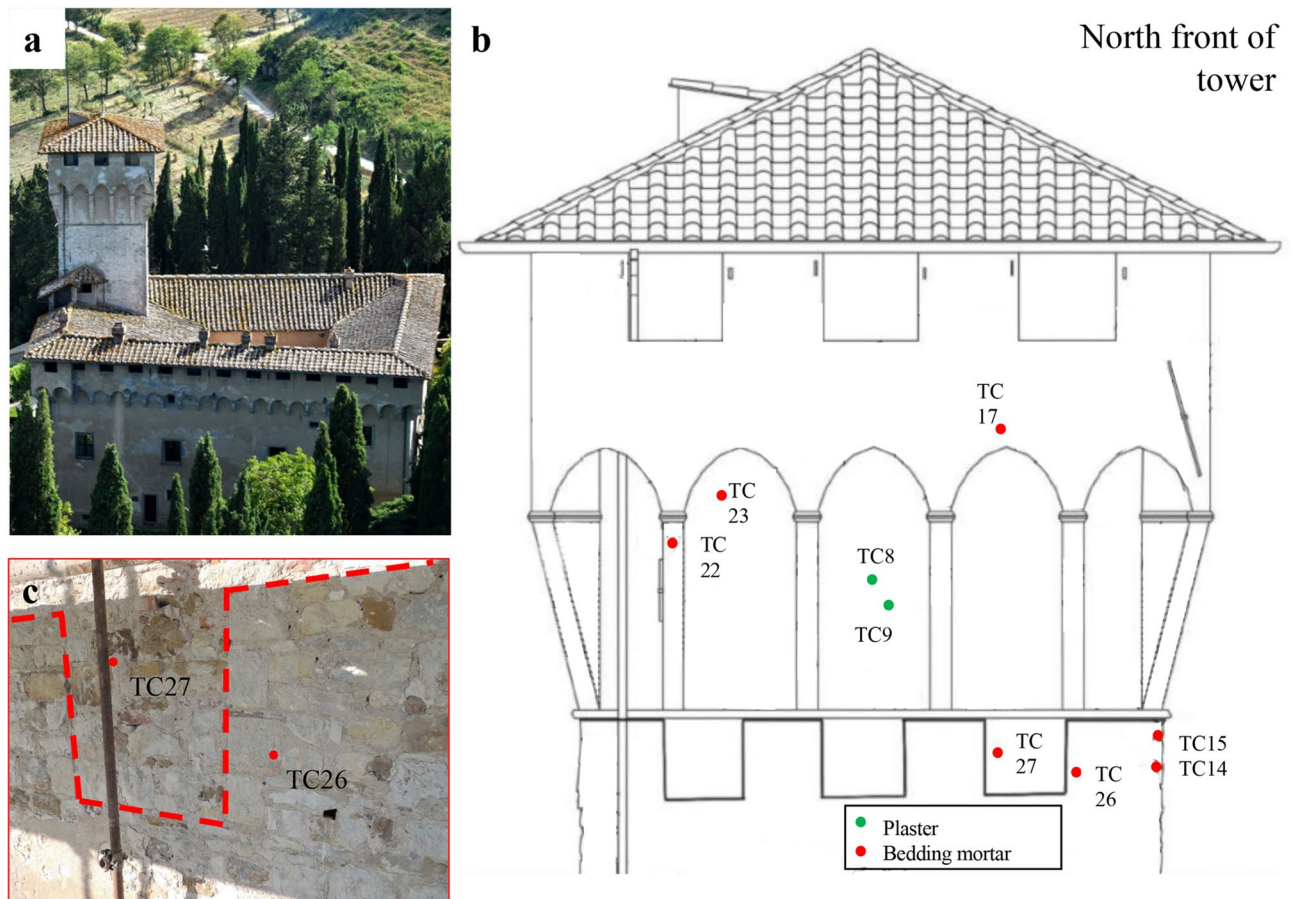 a
b
North front of
tower
TC
17
TC
23
TC
22
TC8
TC9
TC
27
TC
26
TC15
TC14
Plaster
Bedding mortar
c
TC27
TC26